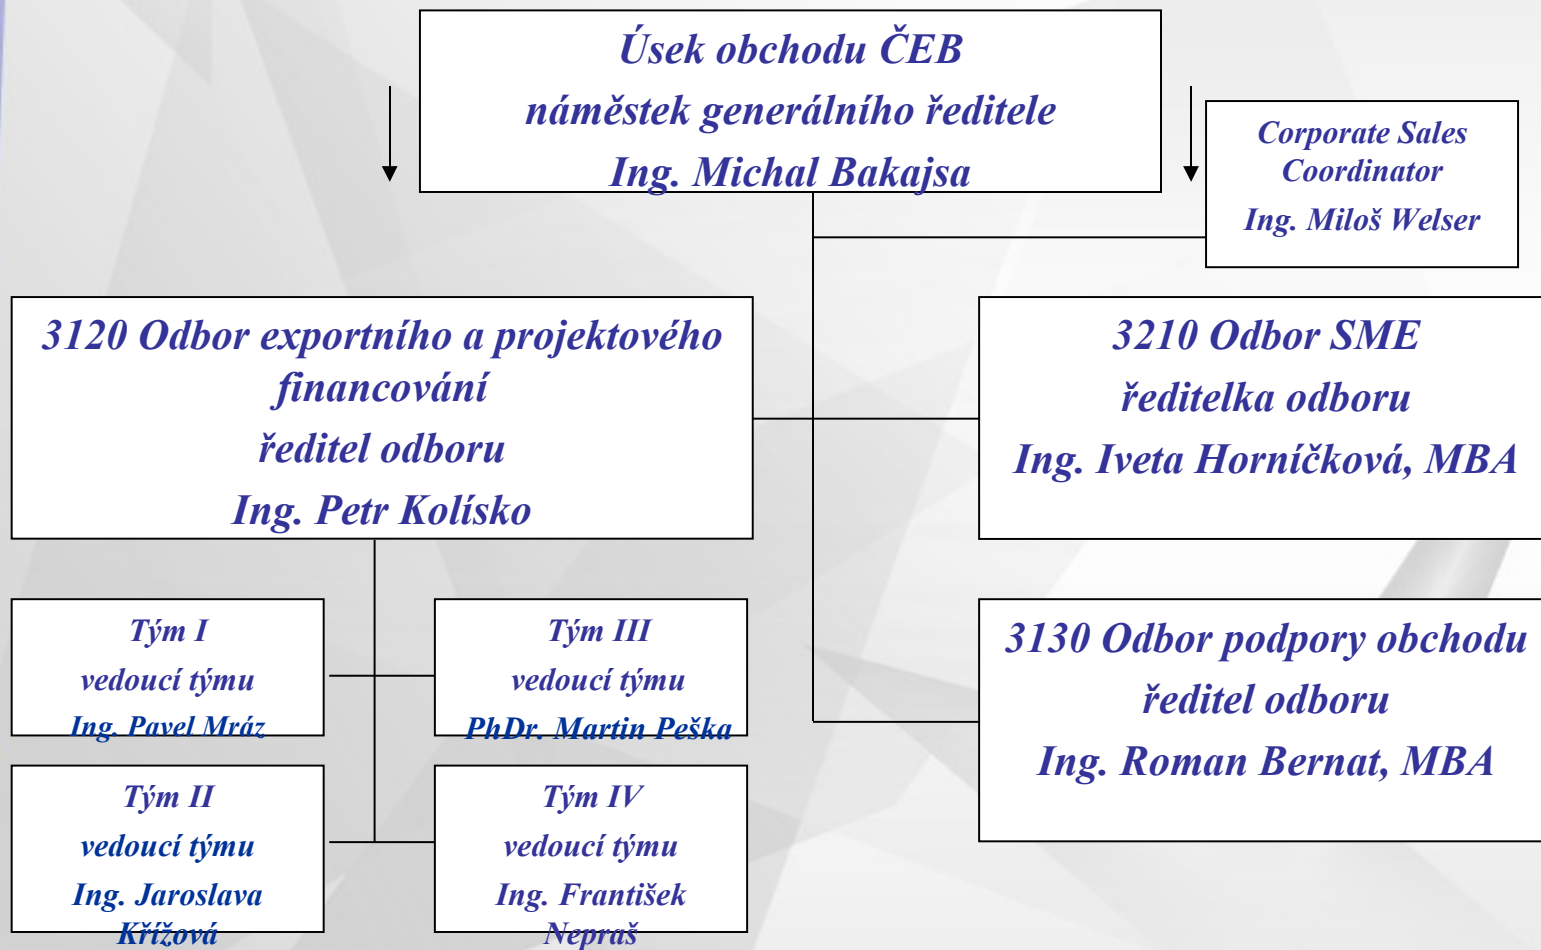 Úsek obchodu ČEB
náměstek generálního ředitele
Ing. Michal Bakajsa
Corporate Sales
Coordinator
Ing. Miloš Welser
3120 Odbor exportního a projektového
financování
ředitel odboru
Ing. Petr Kolísko
3210 Odbor SME
ředitelka odboru
Ing. Iveta Horníčková, MBA
Tým I
vedoucí týmu
Ing. Pavel Mráz
Tým III
vedoucí týmu
PhDr. Martin Peška
3130 Odbor podpory obchodu
ředitel odboru
Ing. Roman Bernat, MBA
Tým II
vedoucí týmu
Ing. Jaroslava
Křížová
Tým IV
vedoucí týmu
Ing. František
Nepraš